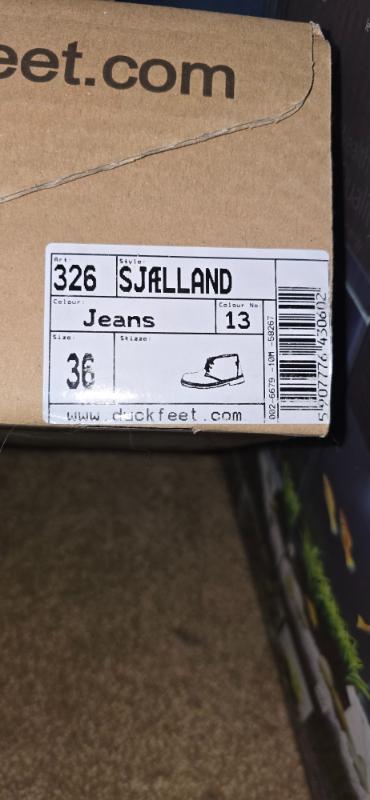 eet.com
Art: Style:
326 SJÆLLAND
Colour: Colour No
Jeans 13
Size: Skizze:
36
www.duckfeet.com
002-6679 -10M -58267
5 907776 430602